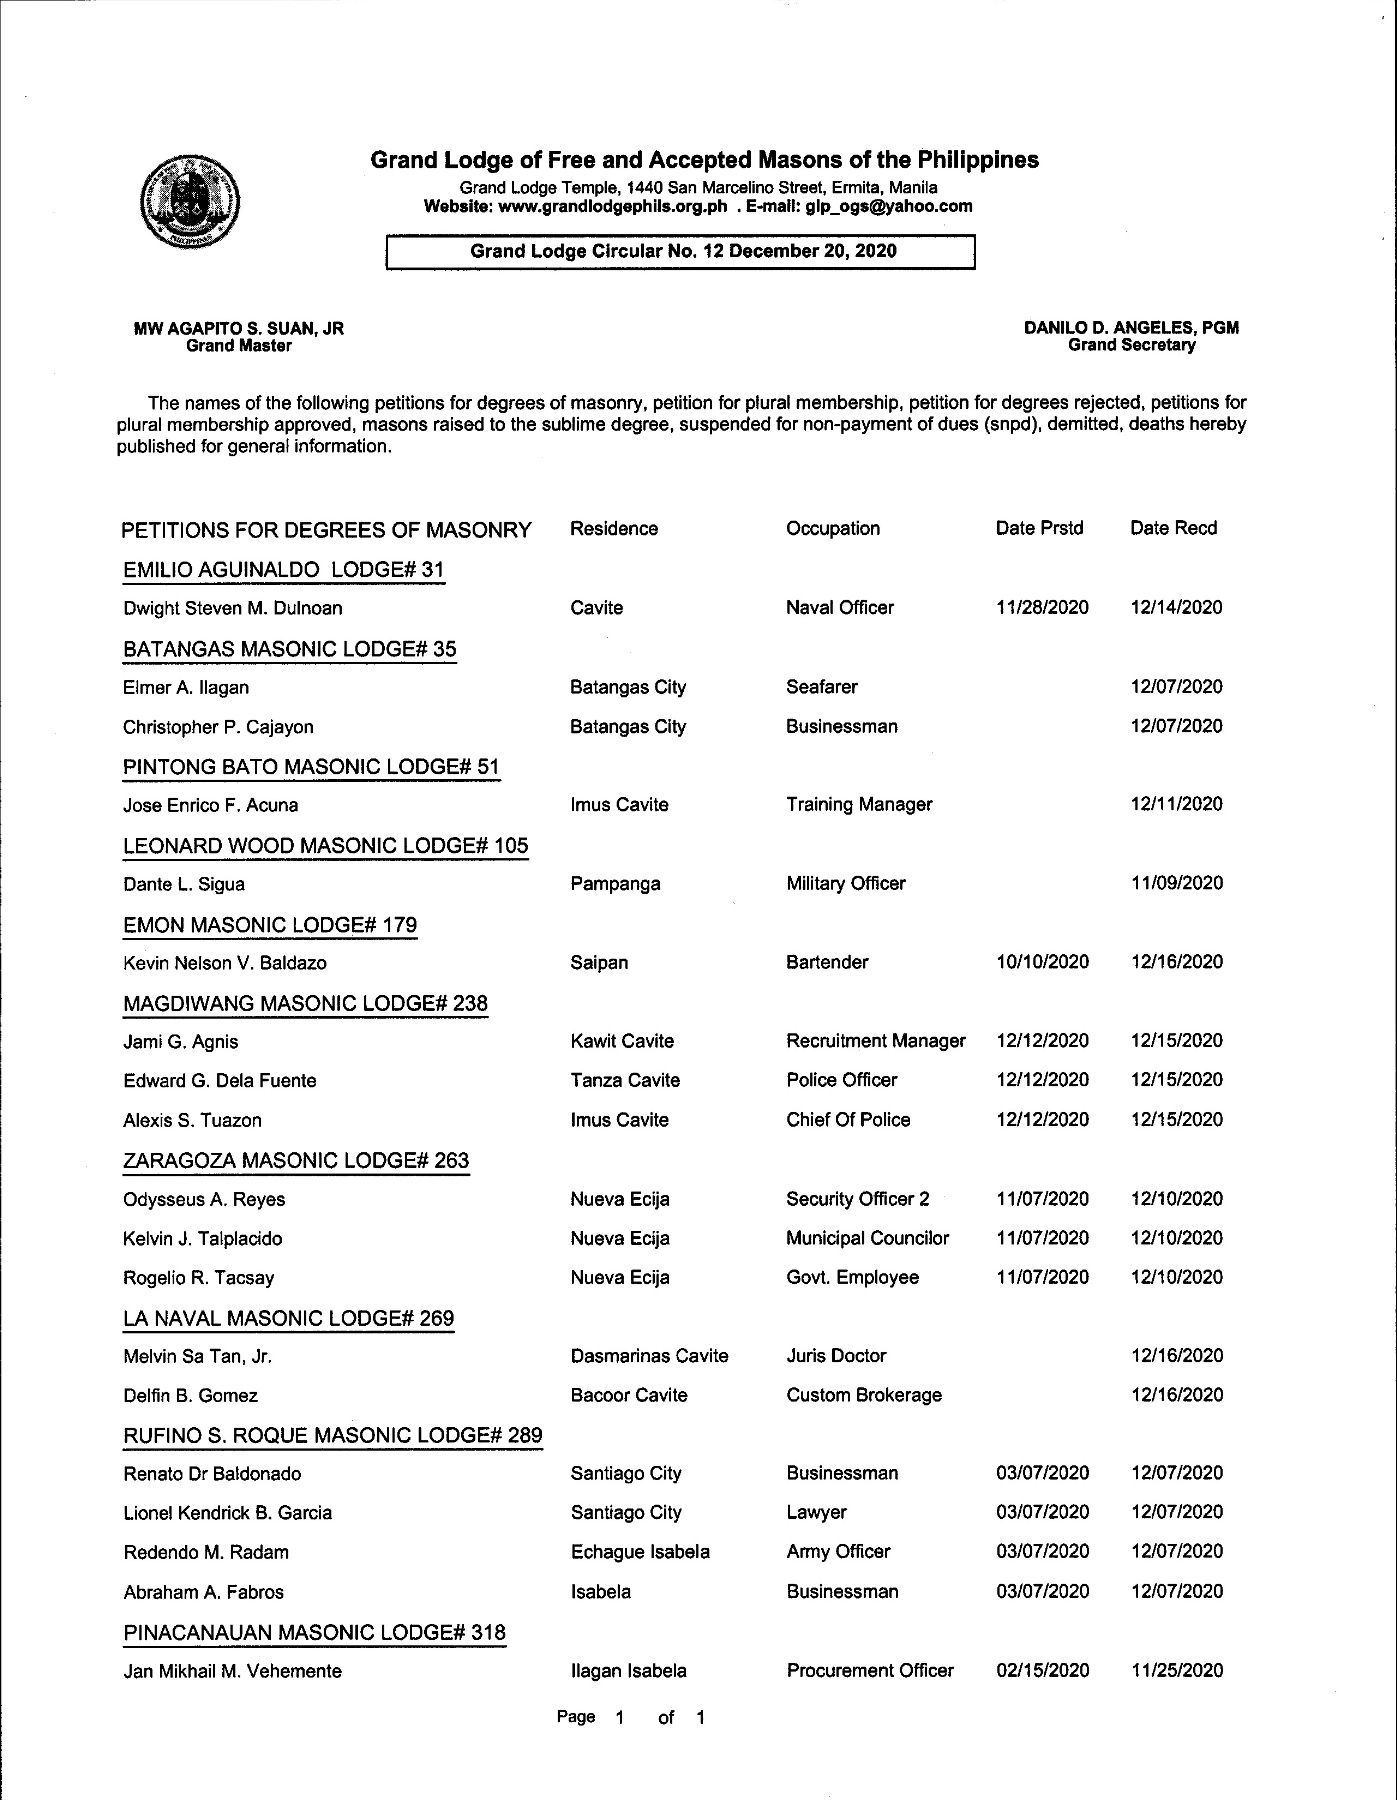 Grand Lodge of Free and Accepted Masons of the Philippines
Grand Lodge Temple, 1440 San Marcelino Street, Ermita, Manila
Website: www.grandlodgephils.org.ph . E-mail: glp_ogs@yahoo.com
PHILIPPINES
Grand Lodge Circular No. 12 December 20, 2020
MW AGAPITO S. SUAN, JR DANILO D. ANGELES, PGM
Grand Master Grand Secretary
The names of the following petitions for degrees of masonry, petition for plural membership, petition for degrees rejected, petitions for
plural membership approved, masons raised to the sublime degree, suspended for non-payment of dues (snpd), demitted, deaths hereby
published for general information.
PETITIONS FOR DEGREES OF MASONRY Residence Occupation Date Prstd Date Recd
EMILIO AGUINALDO LODGE# 31
Dwight Steven M. Dulnoan Cavite Naval Officer 11/28/2020 12/14/2020
BATANGAS MASONIC LODGE# 35
Elmer A. Ilagan Batangas City Seafarer 12/07/2020
Christopher P. Cajayon Batangas City Businessman 12/07/2020
PINTONG BATO MASONIC LODGE# 51
Jose Enrico F. Acuna Imus Cavite Training Manager 12/11/2020
LEONARD WOOD MASONIC LODGE# 105
Dante L. Sigua Pampanga Military Officer 11/09/2020
EMON MASONIC LODGE# 179
Kevin Nelson V. Baldazo Saipan Bartender 10/10/2020 12/16/2020
MAGDIWANG MASONIC LODGE# 238
Jami G. Agnis Kawit Cavite Recruitment Manager 12/12/2020 12/15/2020
Edward G. Dela Fuente Tanza Cavite Police Officer 12/12/2020 12/15/2020
Alexis S. Tuazon Imus Cavite Chief Of Police 12/12/2020 12/15/2020
ZARAGOZA MASONIC LODGE# 263
Odysseus A. Reyes Nueva Ecija Security Officer 2 11/07/2020 12/10/2020
Kelvin J. Talplacido Nueva Ecija Municipal Councilor 11/07/2020 12/10/2020
Rogelio R. Tacsay Nueva Ecija Govt. Employee 11/07/2020 12/10/2020
LA NAVAL MASONIC LODGE# 269
Melvin Sa Tan, Jr. Dasmarinas Cavite Juris Doctor 12/16/2020
Delfin B. Gomez Bacoor Cavite Custom Brokerage 12/16/2020
RUFINO S. ROQUE MASONIC LODGE# 289
Renato Dr Baldonado Santiago City Businessman 03/07/2020 12/07/2020
Lionel Kendrick B. Garcia Santiago City Lawyer 03/07/2020 12/07/2020
Redendo M. Radam Echague Isabela Army Officer 03/07/2020 12/07/2020
Abraham A. Fabros Isabela Businessman 03/07/2020 12/07/2020
PINACANAUAN MASONIC LODGE# 318
Jan Mikhail M. Vehemente Ilagan Isabela Procurement Officer 02/15/2020 11/25/2020
Page 1 of 1